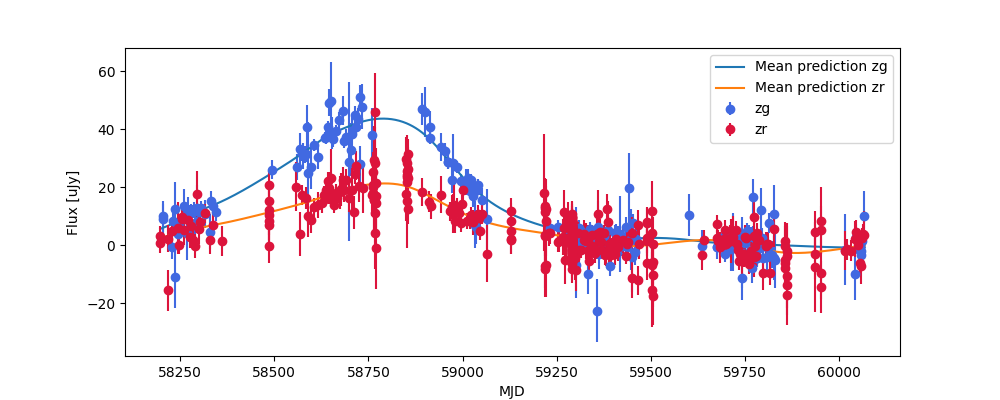 60
40
20
0
−20
Flux [uJy]
58250 58500 58750 59000 59250 59500 59750 60000
MJD
Mean prediction zg
Mean prediction zr
zg
zr